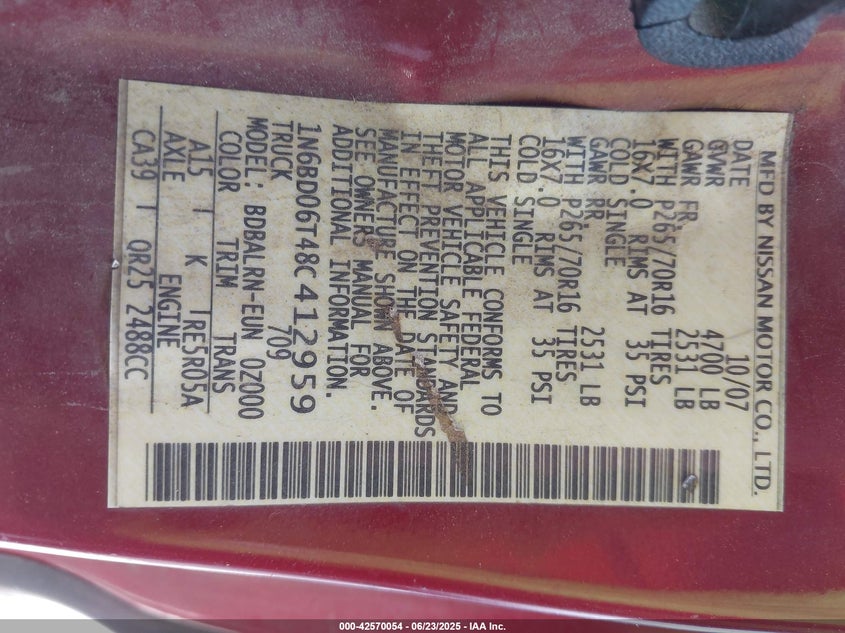 MFD BY NISSAN MOTOR CO., LTD.
DATE 10/07
GVWR 4700 LB
GAWR FR. 2531 LB
WITH P265/70R16 TIRES
16X7.0 RIMS AT 35 PSI
COLD SINGLE
GAWR RR 2531 LB
WITH P265/70R16 TIRES
16X7.0 RIMS AT 35 PSI
COLD SINGLE
THIS VEHICLE CONFORMS TO
ALL APPLICABLE FEDERAL
MOTOR VEHICLE SAFETY AND
THEFT PREVENTION STANDARDS
IN EFFECT ON THE DATE OF
MANUFACTURE SHOWN ABOVE.
SEE OWNERS MANUAL FOR
ADDITIONAL INFORMATION.
1N6BD06T48C412959
TRUCK 709
MODEL: BDBALRN-EUN QZ000
COLOR TRIM TRANS
A15 T K TRE5R05A
AXLE ENGINE
CA39 T QR25 2488CC
000-42570054 - 06/23/2025 - IAA Inc.